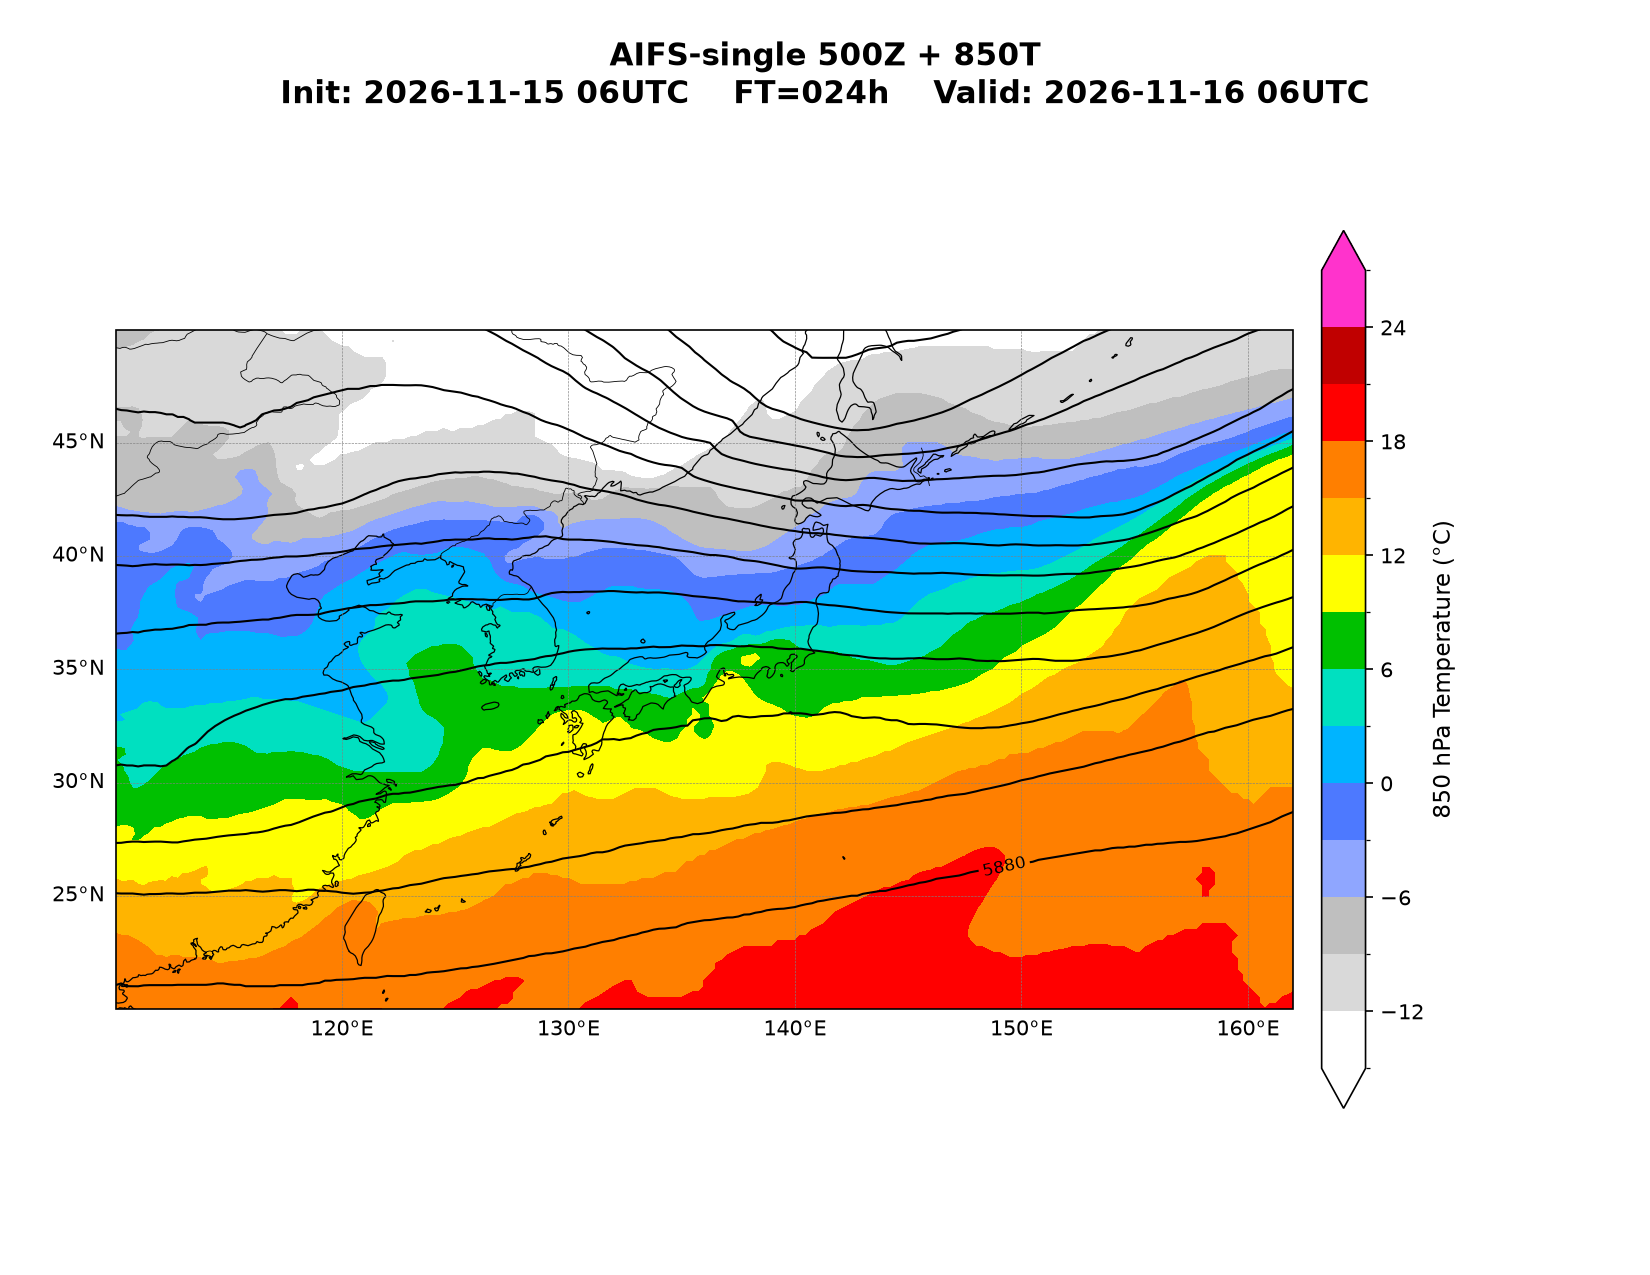 AIFS-single 500Z + 850T
Init: 2026-11-15 06UTC    FT=024h    Valid: 2026-11-16 06UTC
24
18
12
6
0
−6
−12
850 hPa Temperature (°C)
45°N
40°N
35°N
30°N
25°N
5880
120°E
130°E
140°E
150°E
160°E